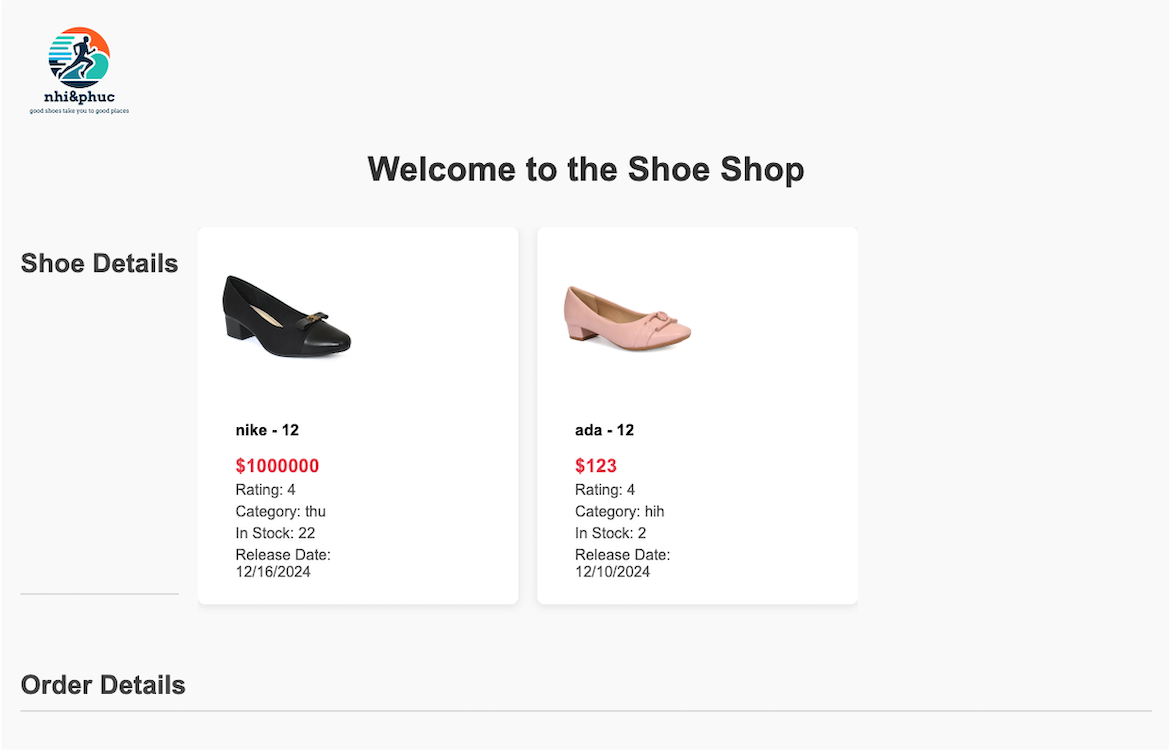 nhi&phuc
good shoes take you to good places
Welcome to the Shoe Shop
Shoe Details
nike - 12
$1000000
Rating: 4
Category: thu
In Stock: 22
Release Date:
12/16/2024
ada - 12
$123
Rating: 4
Category: hih
In Stock: 2
Release Date:
12/10/2024
Order Details